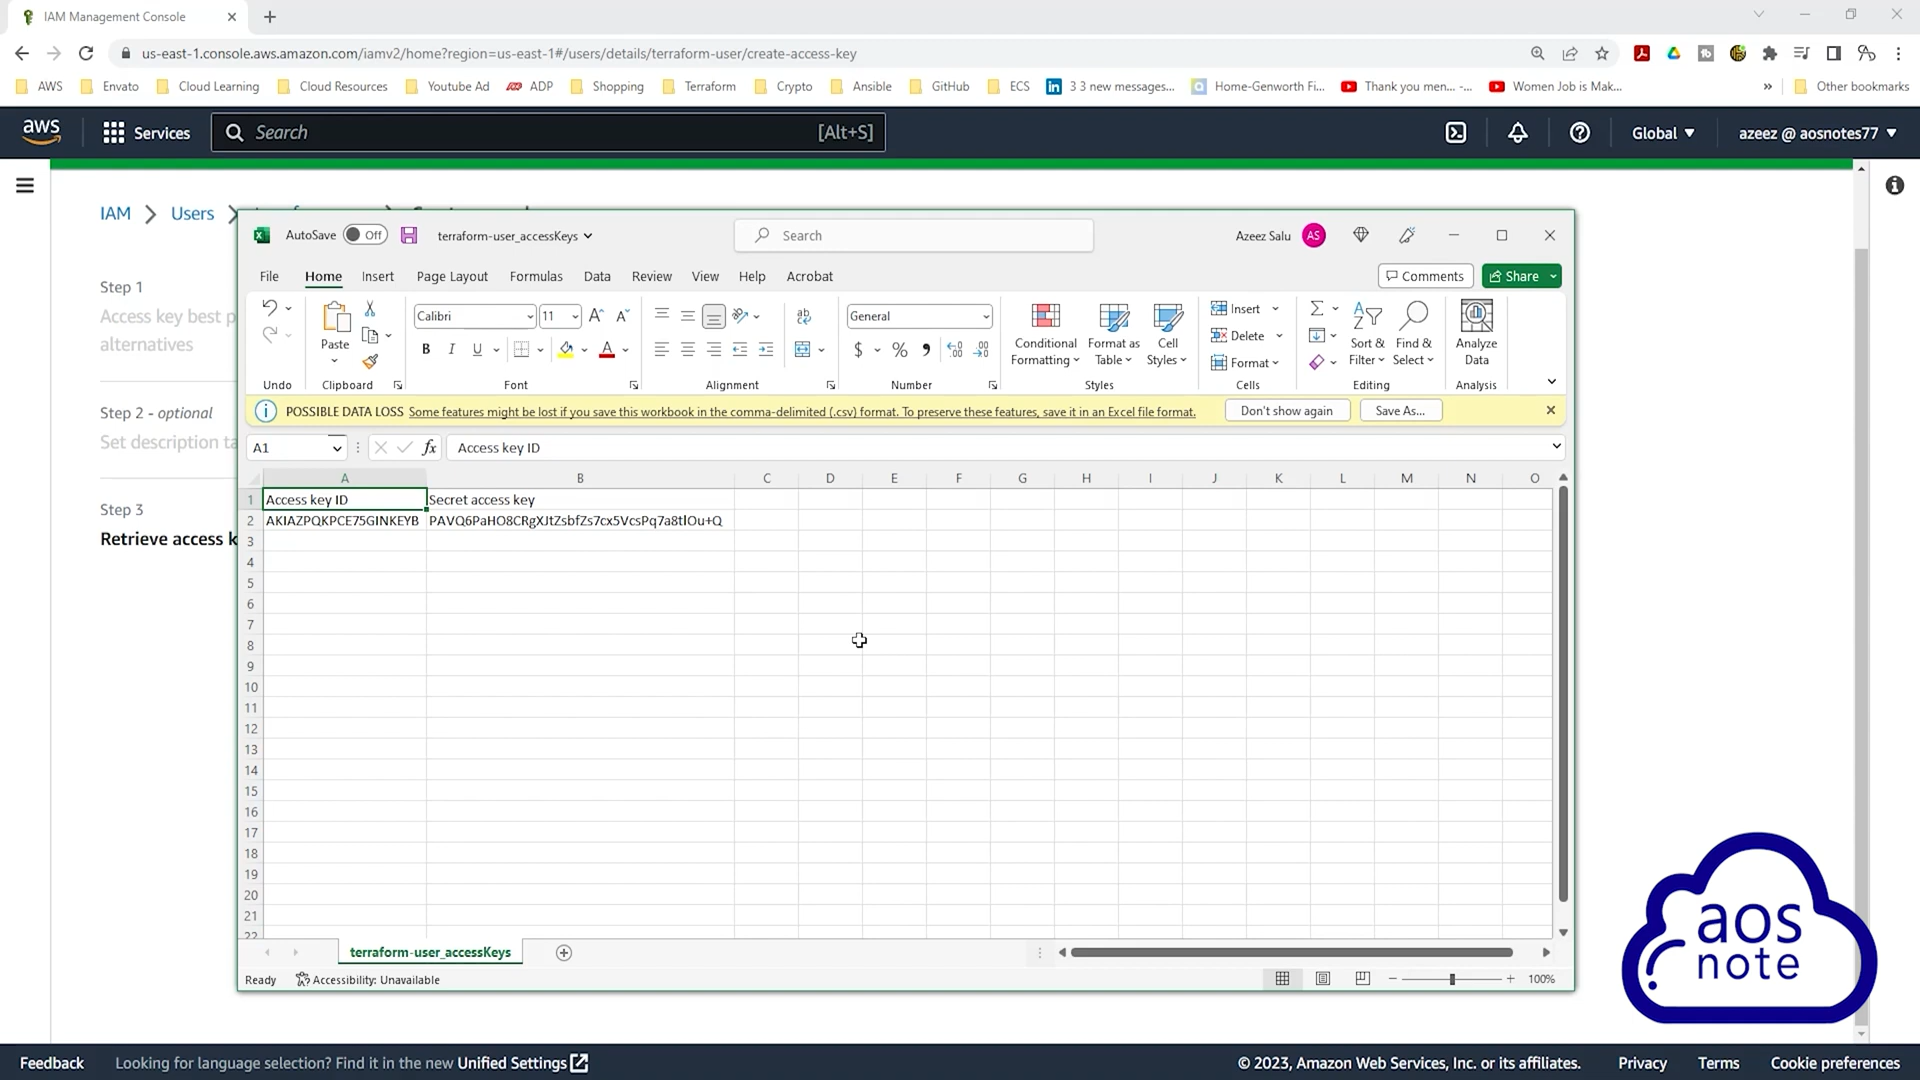 IAM Management Console
us-east-1.console.aws.amazon.com/iamv2/home?region=us-east-1#/users/details/terraform-user/create-access-key
AWS Envato Cloud Learning Cloud Resources Youtube Ad ADP Shopping Terraform Crypto Ansible GitHub ECS 3 3 new messages... Home-Genworth Fi... Thank you men... -... Women Job is Mak... » Other bookmarks
aws Services Search [Alt+S] Global azeez @ aosnotes77
IAM Users
AutoSave Off terraform-user_accessKeys Search Azeez Salu AS
File Home Insert Page Layout Formulas Data Review View Help Acrobat Comments Share
Calibri 11 General Insert
Paste B I U $ % Conditional Formatting Format as Table Cell Styles Delete Sort & Filter Find & Select Analyze Data
Format
Undo Clipboard Font Alignment Number Styles Cells Editing Analysis
POSSIBLE DATA LOSS Some features might be lost if you save this workbook in the comma-delimited (.csv) format. To preserve these features, save it in an Excel file format. Don't show again Save As...
A1 fx Access key ID
A B C D E F G H I J K L M N O
1 Access key ID Secret access key
2 AKIAZPQKPCE75GINKEYB
3
4
5
6
7
8
9
10
11
12
13
14
15
16
17
18
19
20
21
22
terraform-user_accessKeys
Ready Accessibility: Unavailable 100%
Step 1
Access key best p
alternatives
Step 2 - optional
Set description ta
Step 3
Retrieve access k
aos
note
Feedback Looking for language selection? Find it in the new Unified Settings © 2023, Amazon Web Services, Inc. or its affiliates. Privacy Terms Cookie preferences